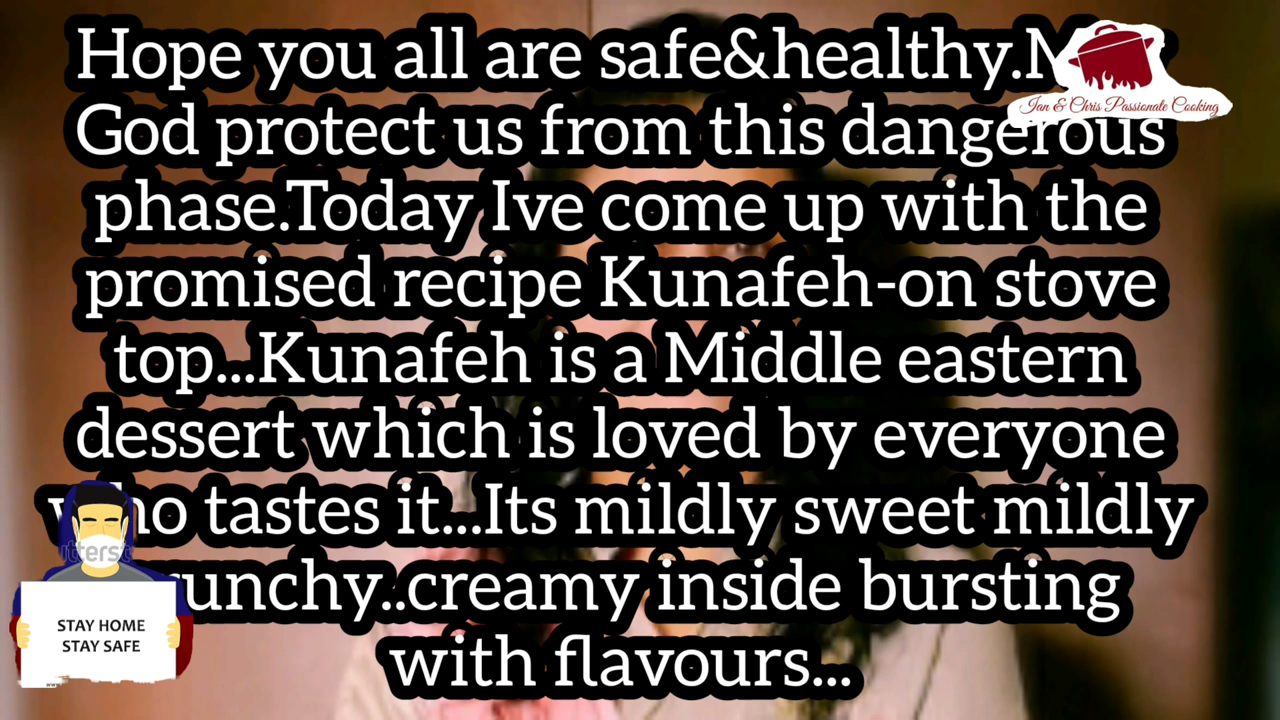 Hope you all are safe&healthy.
Ian & Chris Passionate Cooking
God protect us from this dangerous
phase.Today Ive come up with the
promised recipe Kunafeh-on stove
top...Kunafeh is a Middle eastern
dessert which is loved by everyone
who tastes it...Its mildly sweet mildly
creamy inside bursting
with flavours...
STAY HOME
STAY SAFE